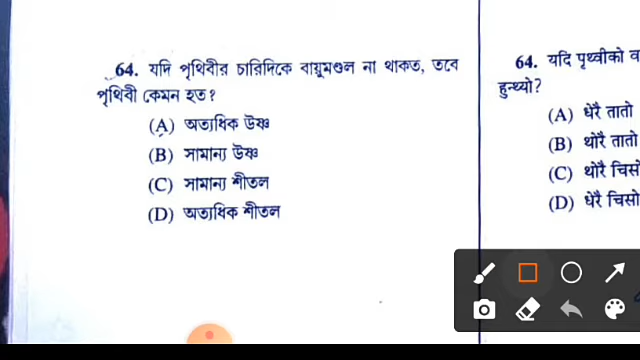 64. যদি পৃথিবীর চারিদিকে বায়ুমণ্ডল না থাকত, তবে
পৃথিবী কেমন হত?
(A) অত্যধিক উষ্ণ
(B) সামান্য উষ্ণ
(C) সামান্য শীতল
(D) অত্যধিক শীতল
64. यदि पृथ्वीको व
हुन्थ्यो?
(A) धेरै तातो
(B) थोरै तातो
(C) थोरै चिसो
(D) धेरै चिसो